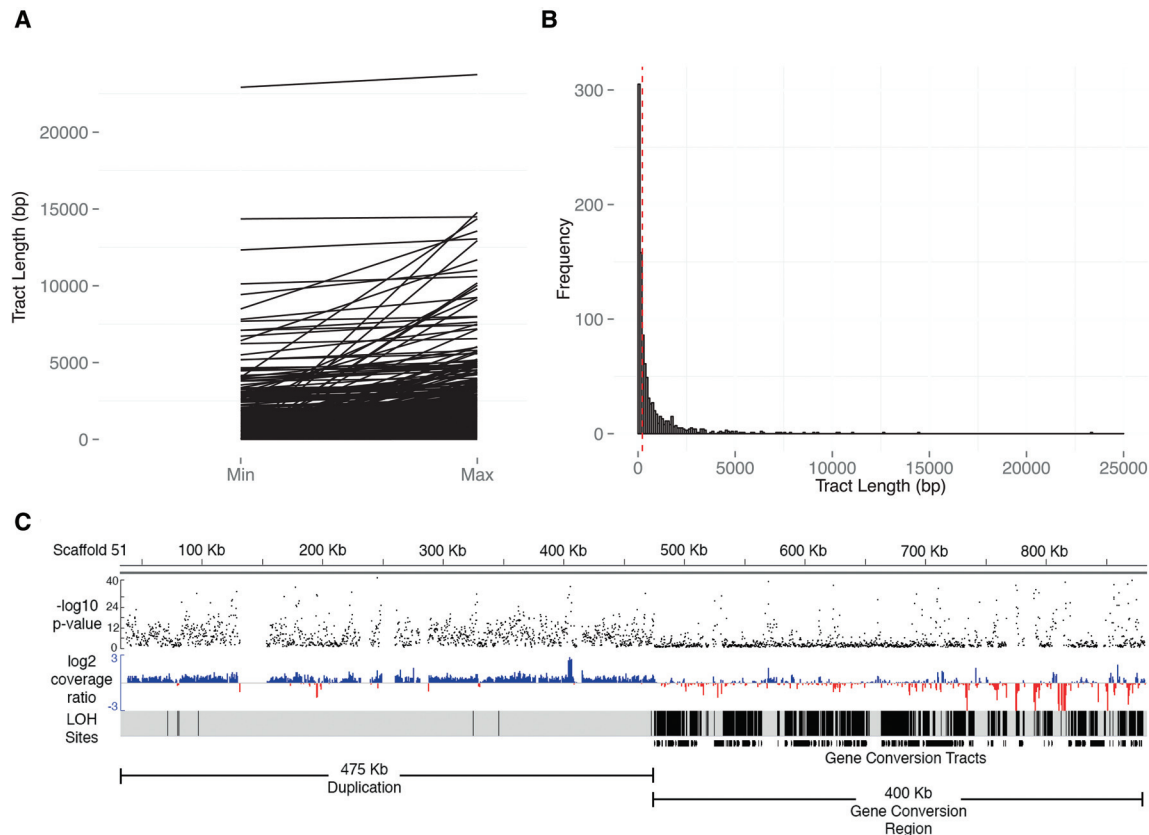 A
B
20000
15000
10000
5000
0
Tract Length (bp)
Min
Max
300
200
100
0
Frequency
0
5000
10000
15000
20000
25000
Tract Length (bp)
C
Scaffold 51 100 Kb 200 Kb 300 Kb 400 Kb 500 Kb 600 Kb 700 Kb 800 Kb
-log10
p-value
40
24
12
0
log2
coverage
ratio
3
-3
LOH
Sites
Gene Conversion Tracts
475 Kb
Duplication
400 Kb
Gene Conversion
Region